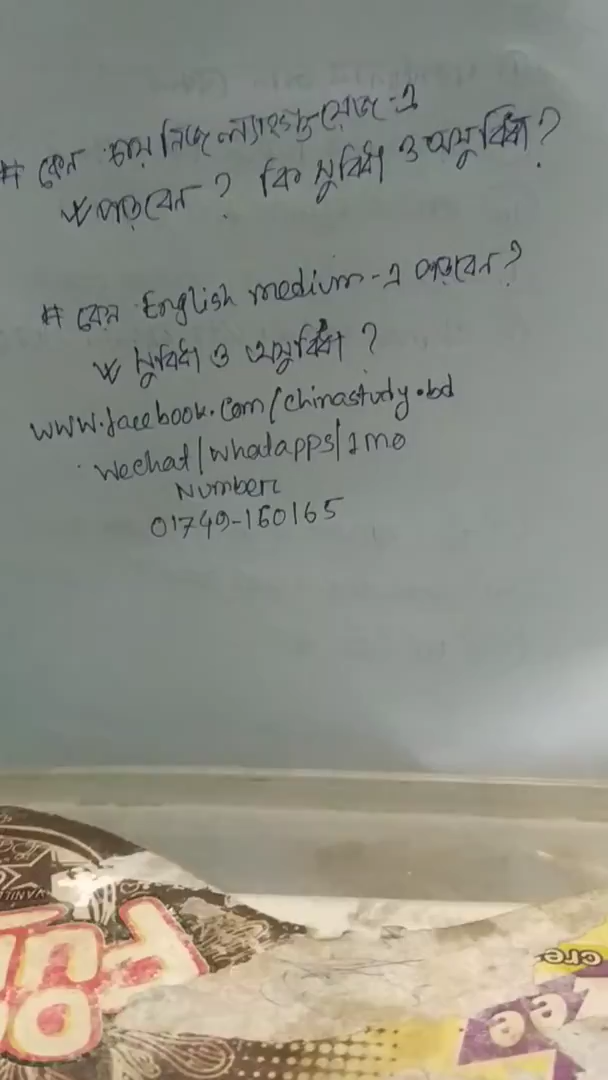 # কেন চায়নিজ ল্যাংগুয়েজ-এ
পড়বেন? কি সুবিধা ও অসুবিধা?
# কেন English medium-এ পড়বেন?
সুবিধা ও অসুবিধা?
www.facebook.com/chinastudy.bd
wechat/whatapps/imo
Number
01749-160165